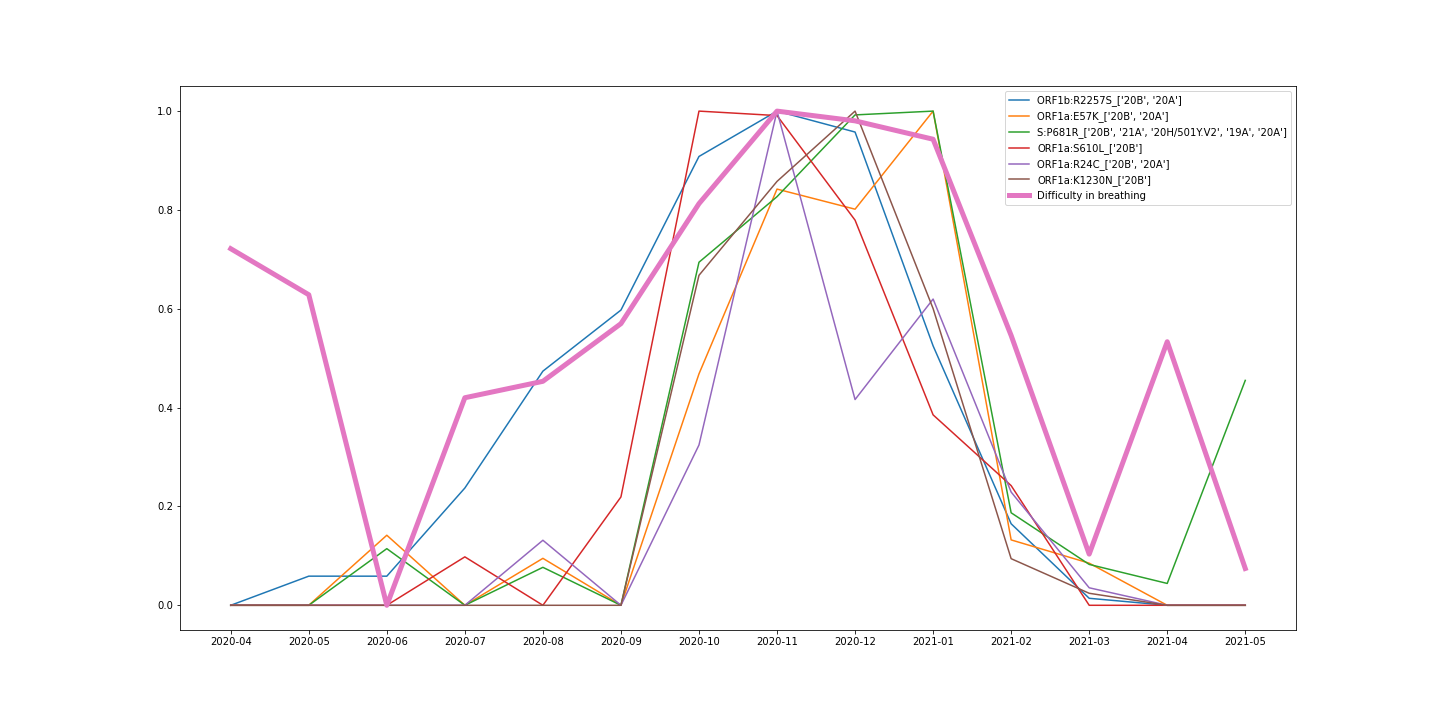 ORF1b:R2257S_['20B', '20A']
ORF1a:E57K_['20B', '20A']
S:P681R_['20B', '21A', '20H/501Y.V2', '19A', '20A']
ORF1a:S610L_['20B']
ORF1a:R24C_['20B', '20A']
ORF1a:K1230N_['20B']
Difficulty in breathing
1.0
0.8
0.6
0.4
0.2
0.0
2020-04 2020-05 2020-06 2020-07 2020-08 2020-09 2020-10 2020-11 2020-12 2021-01 2021-02 2021-03 2021-04 2021-05